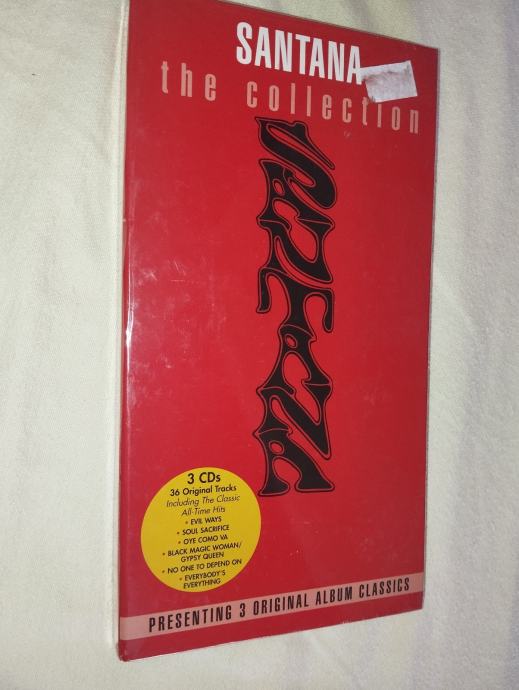 SANTANA
the collection
SANTANA
3 CDs
36 Original Tracks
Including The Classic
All-Time Hits
• EVIL WAYS
• SOUL SACRIFICE
• OYE COMO VA
• BLACK MAGIC WOMAN/
GYPSY QUEEN
• NO ONE TO DEPEND ON
• EVERYBODY'S
EVERYTHING
PRESENTING 3 ORIGINAL ALBUM CLASSICS